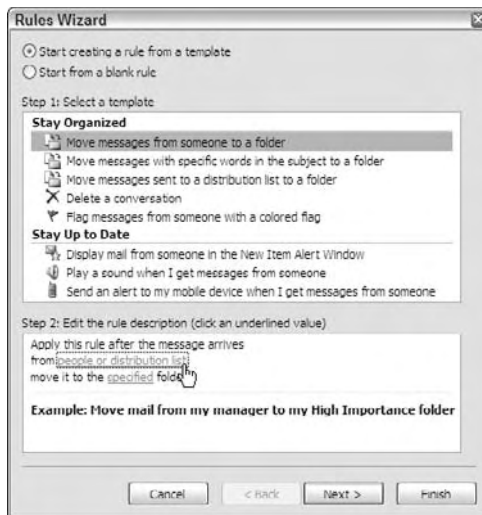 Rules Wizard
Start creating a rule from a template
Start from a blank rule
Step 1: Select a template
Stay Organized
Move messages from someone to a folder
Move messages with specific words in the subject to a folder
Move messages sent to a distribution list to a folder
Delete a conversation
Flag messages from someone with a colored flag
Stay Up to Date
Display mail from someone in the New Item Alert Window
Play a sound when I get messages from someone
Send an alert to my mobile device when I get messages from someone
Step 2: Edit the rule description (click an underlined value)
Apply this rule after the message arrives
from people or distribution list
move it to the specified folder
Example: Move mail from my manager to my High Importance folder
Cancel
< Back
Next >
Finish